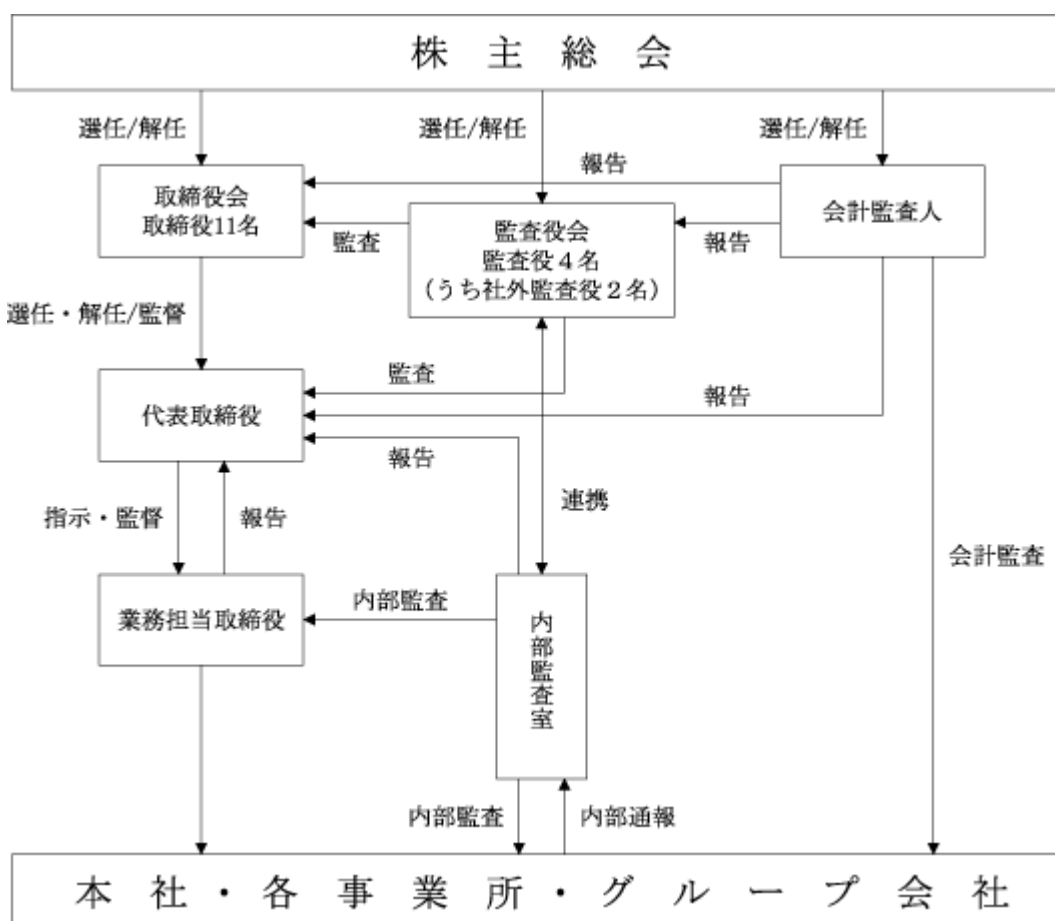 株主総会
選任/解任
選任/解任
選任/解任
報告
取締役会
取締役11名
会計監査人
監査
監査役会
監査役４名
（うち社外監査役２名）
報告
選任・解任/監督
監査
代表取締役
報告
報告
連携
指示・監督
報告
会計監査
内部監査
業務担当取締役
内部監査室
内部監査
内部通報
本社・各事業所・グループ会社